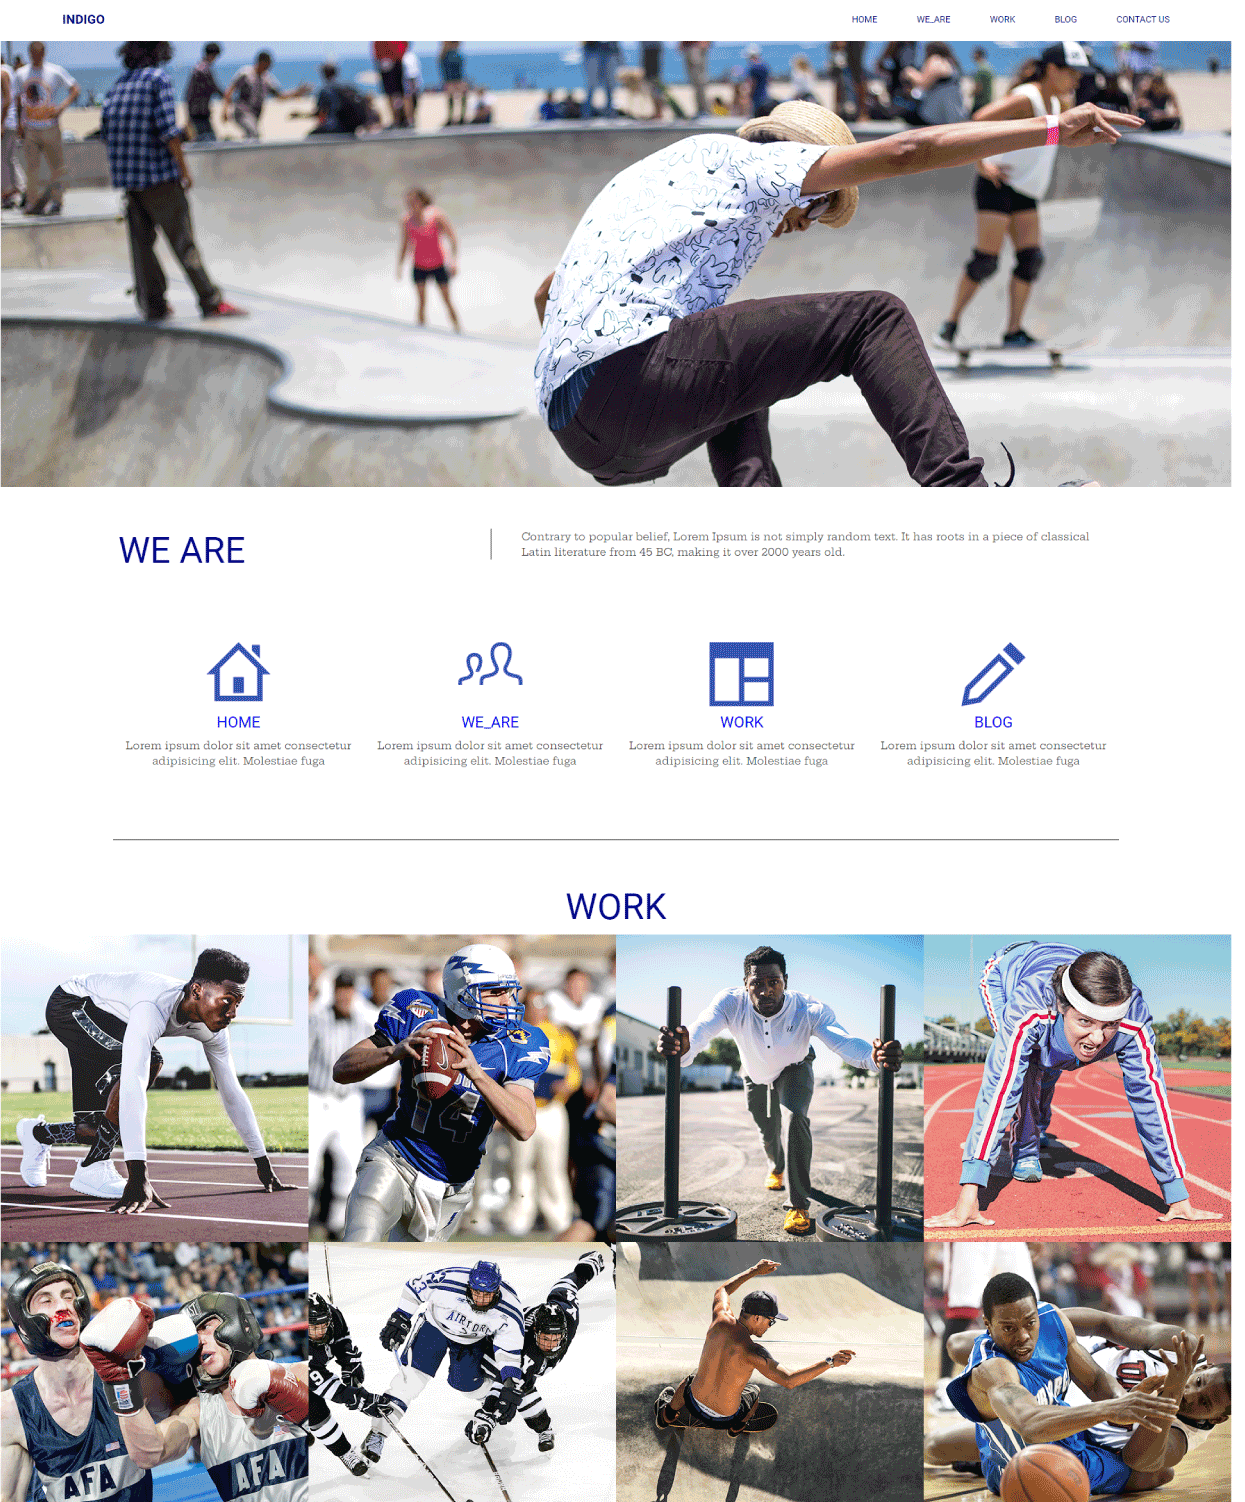 INDIGO
HOME WE_ARE WORK BLOG CONTACT US
WE ARE
Contrary to popular belief, Lorem Ipsum is not simply random text. It has roots in a piece of classical
Latin literature from 45 BC, making it over 2000 years old.
HOME
Lorem ipsum dolor sit amet consectetur
adipisicing elit. Molestiae fuga
WE_ARE
Lorem ipsum dolor sit amet consectetur
adipisicing elit. Molestiae fuga
WORK
Lorem ipsum dolor sit amet consectetur
adipisicing elit. Molestiae fuga
BLOG
Lorem ipsum dolor sit amet consectetur
adipisicing elit. Molestiae fuga
WORK
14
AFA
AFA